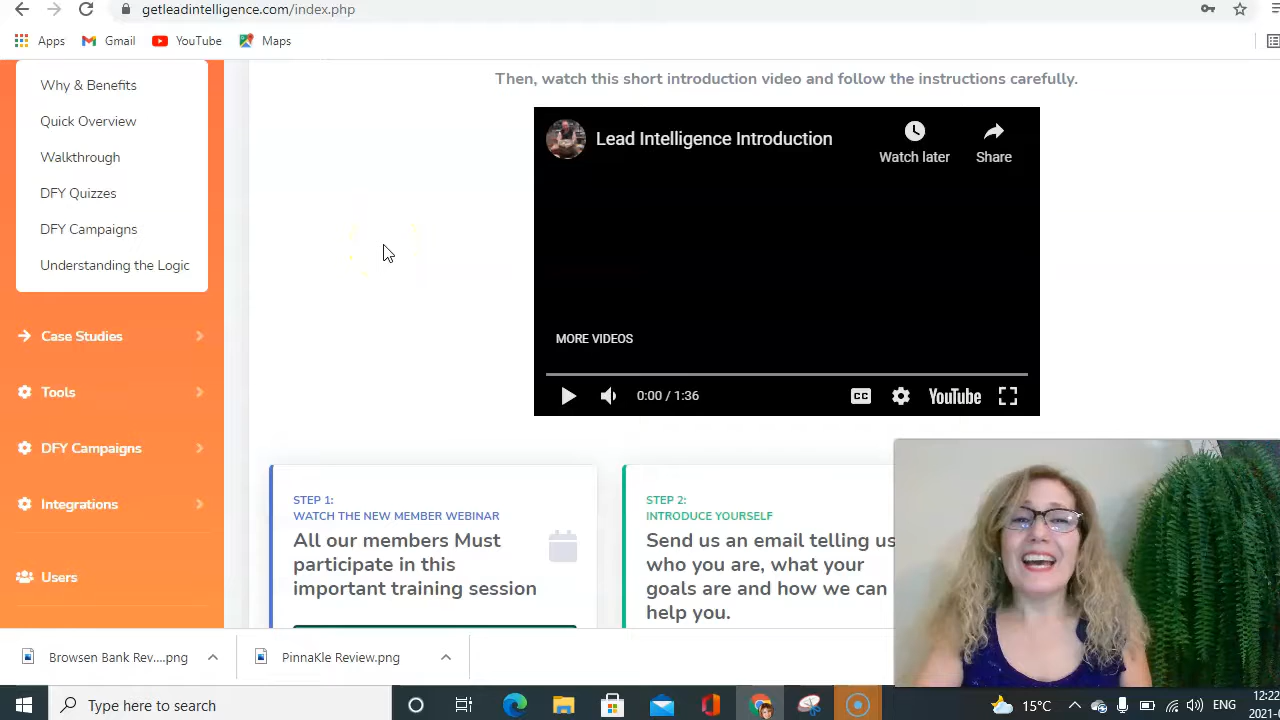 getleadintelligence.com/index.php
Apps
Gmail
YouTube
Maps
Then, watch this short introduction video and follow the instructions carefully.
Why & Benefits
Quick Overview
Walkthrough
DFY Quizzes
DFY Campaigns
Understanding the Logic
Case Studies
Tools
DFY Campaigns
Integrations
Users
Lead Intelligence Introduction
Watch later
Share
MORE VIDEOS
0:00 / 1:36
CC
YouTube
STEP 1:
WATCH THE NEW MEMBER WEBINAR
All our members Must
participate in this
important training session
STEP 2:
INTRODUCE YOURSELF
Send us an email telling us
who you are, what your
goals are and how we can
help you.
Browsen Bank Rev....png
PinnaKle Review.png
Type here to search
15°C
ENG
12:22
2021-